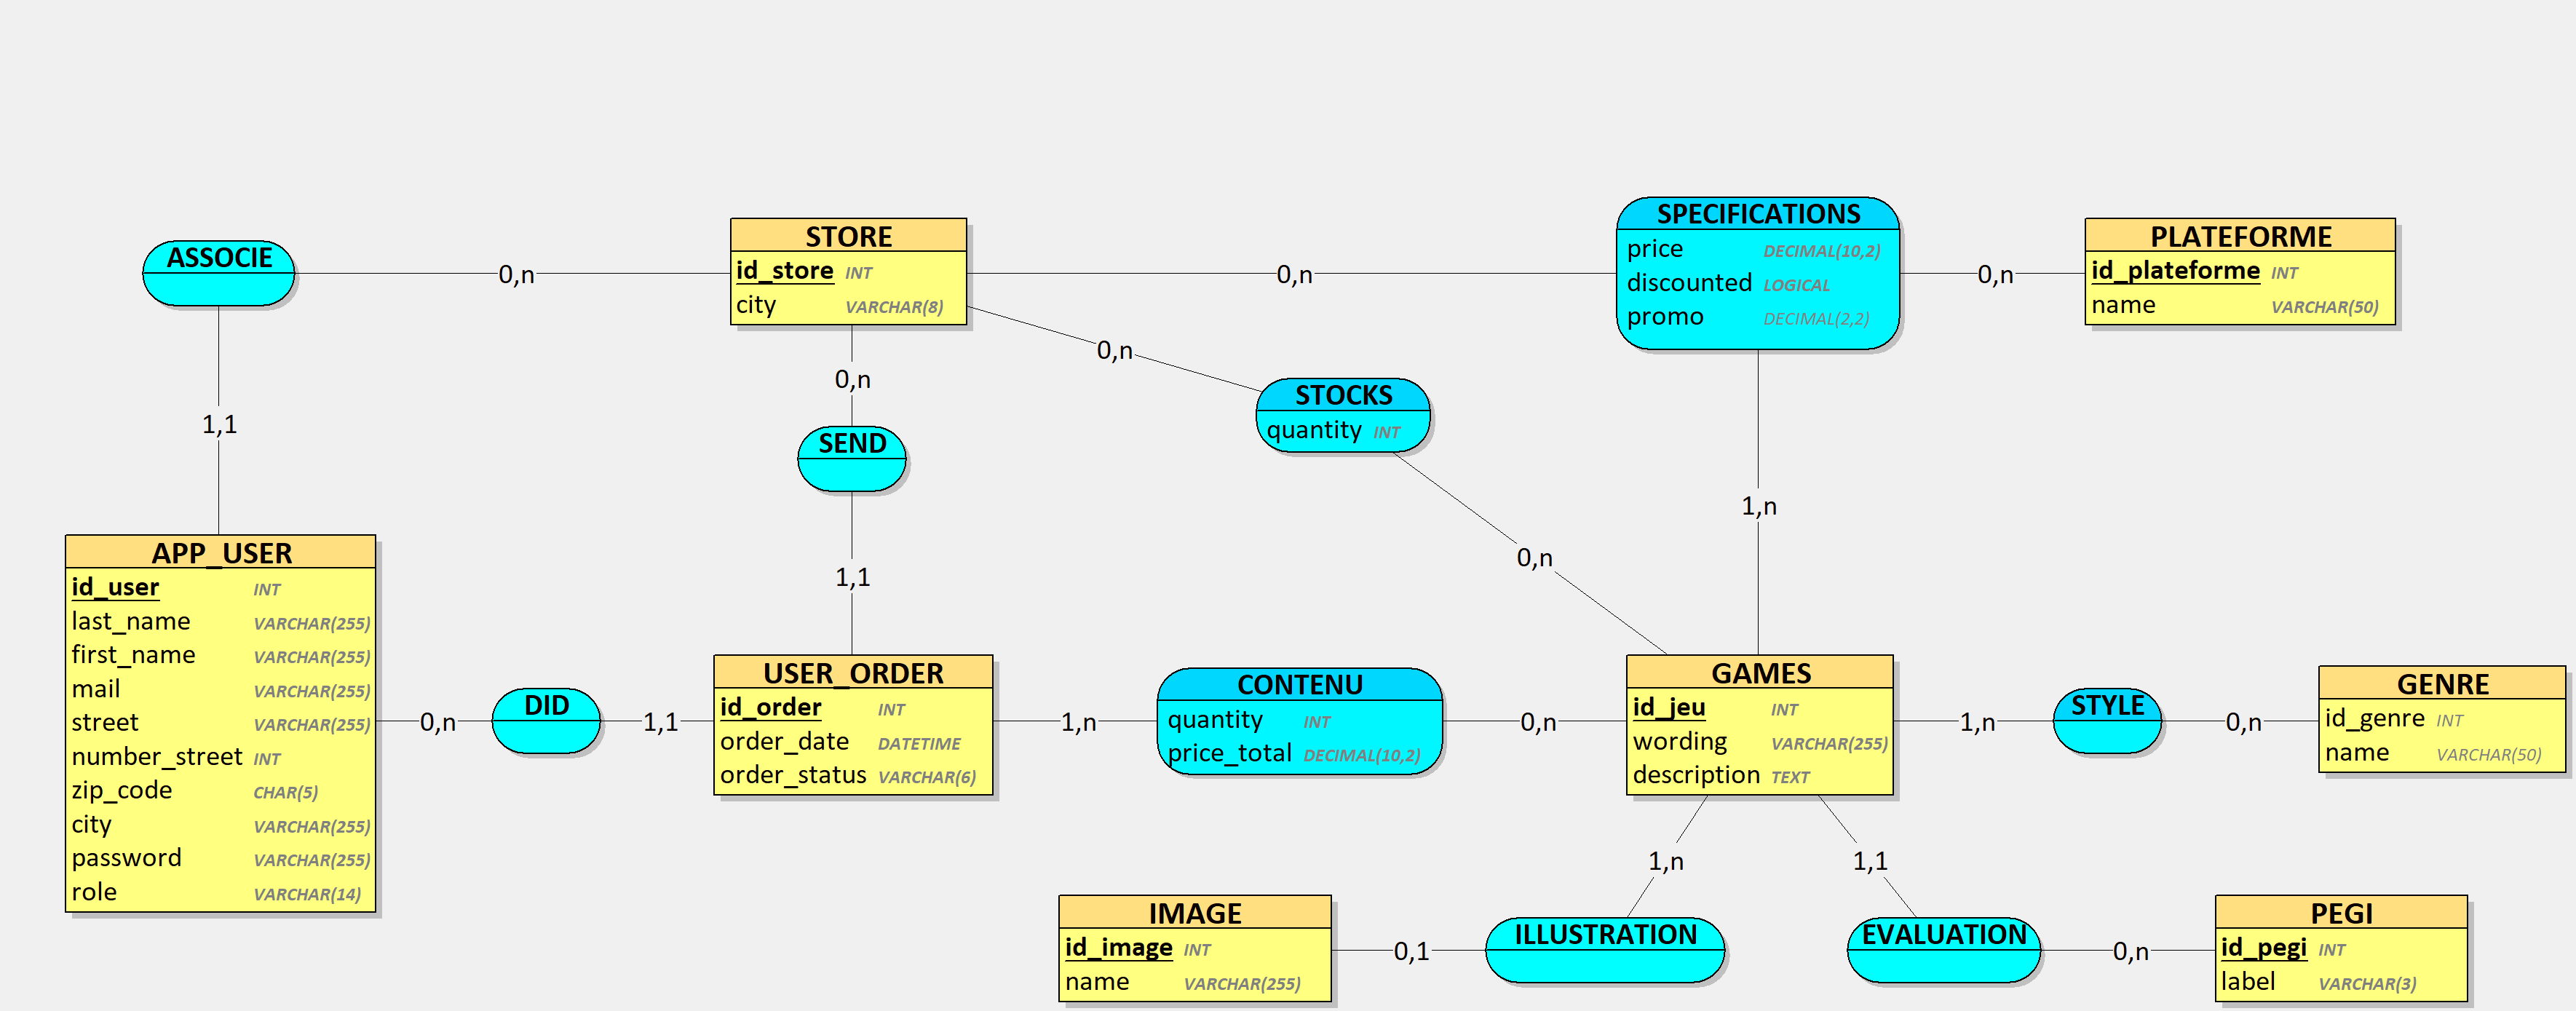 ASSOCIE
0,n
1,1
STORE
id_store INT
city VARCHAR(8)
0,n
SPECIFICATIONS
price DECIMAL(10,2)
discounted LOGICAL
promo DECIMAL(2,2)
0,n
PLATEFORME
id_plateforme INT
name VARCHAR(50)
0,n
SEND
1,1
0,n
STOCKS
quantity INT
0,n
1,n
APP_USER
id_user INT
last_name VARCHAR(255)
first_name VARCHAR(255)
mail VARCHAR(255)
street VARCHAR(255)
number_street INT
zip_code CHAR(5)
city VARCHAR(255)
password VARCHAR(255)
role VARCHAR(14)
0,n
DID
1,1
USER_ORDER
id_order INT
order_date DATETIME
order_status VARCHAR(6)
1,n
CONTENU
quantity INT
price_total DECIMAL(10,2)
0,n
GAMES
id_jeu INT
wording VARCHAR(255)
description TEXT
1,n
STYLE
0,n
GENRE
id_genre INT
name VARCHAR(50)
1,n
1,1
IMAGE
id_image INT
name VARCHAR(255)
0,1
ILLUSTRATION
EVALUATION
0,n
PEGI
id_pegi INT
label VARCHAR(3)